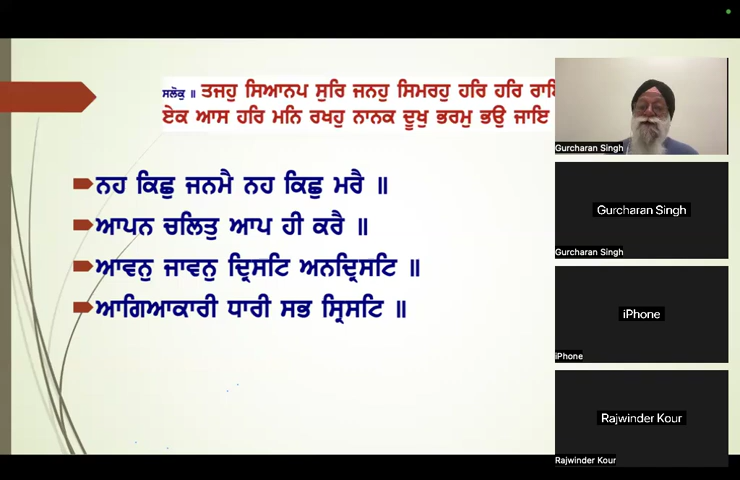 ਸਲੋਕੁ ॥ ਤਜਹੁ ਸਿਆਨਪ ਸੁਰਿ ਜਨਹੁ ਸਿਮਰਹੁ ਹਰਿ ਹਰਿ
ਏਕ ਆਸ ਹਰਿ ਮਨਿ ਰਖਹੁ ਨਾਨਕ ਦੂਖੁ ਭਰਮੁ ਭਉ ਜਾਇ
ਨਹ ਕਿਛੁ ਜਨਮੈ ਨਹ ਕਿਛੁ ਮਰੈ ॥
ਆਪਨ ਚਲਿਤੁ ਆਪ ਹੀ ਕਰੈ ॥
ਆਵਨੁ ਜਾਵਨੁ ਦ੍ਰਿਸਟਿ ਅਨਦ੍ਰਿਸਟਿ ॥
ਆਗਿਆਕਾਰੀ ਧਾਰੀ ਸਭ ਸ੍ਰਿਸਟਿ ॥
Gurcharan Singh
Gurcharan Singh
Gurcharan Singh
iPhone
iPhone
Rajwinder Kour
Rajwinder Kour